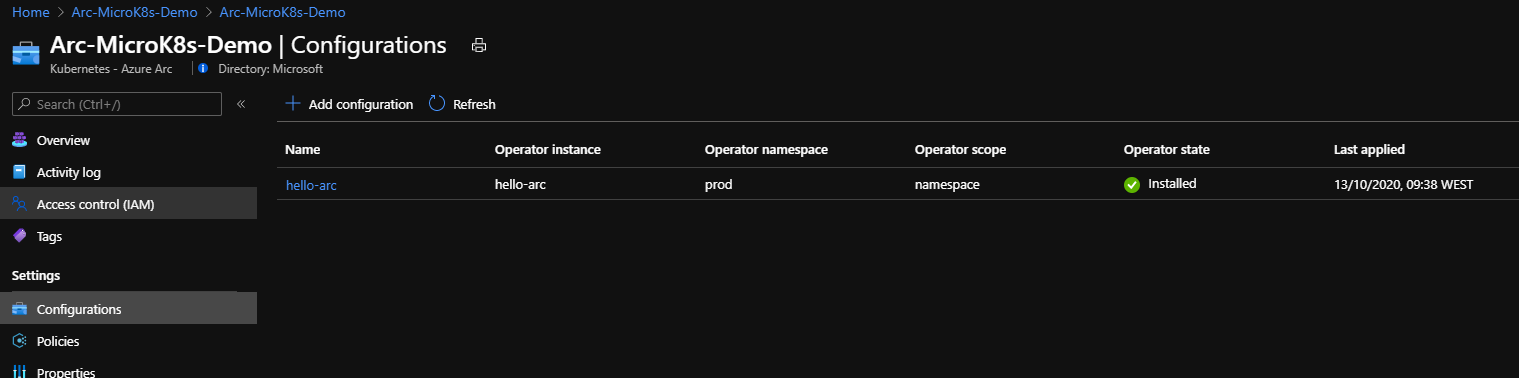 Home > Arc-MicroK8s-Demo > Arc-MicroK8s-Demo
Arc-MicroK8s-Demo | Configurations
Kubernetes - Azure Arc | Directory: Microsoft
Search (Ctrl+/) «
Add configuration Refresh
Overview
Activity log
Access control (IAM)
Tags
Settings
Configurations
Policies
Properties
Name Operator instance Operator namespace Operator scope Operator state Last applied
hello-arc hello-arc prod namespace Installed 13/10/2020, 09:38 WEST